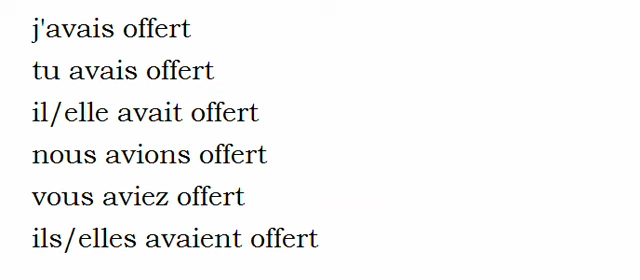 j'avais offert
tu avais offert
il/elle avait offert
nous avions offert
vous aviez offert
ils/elles avaient offert